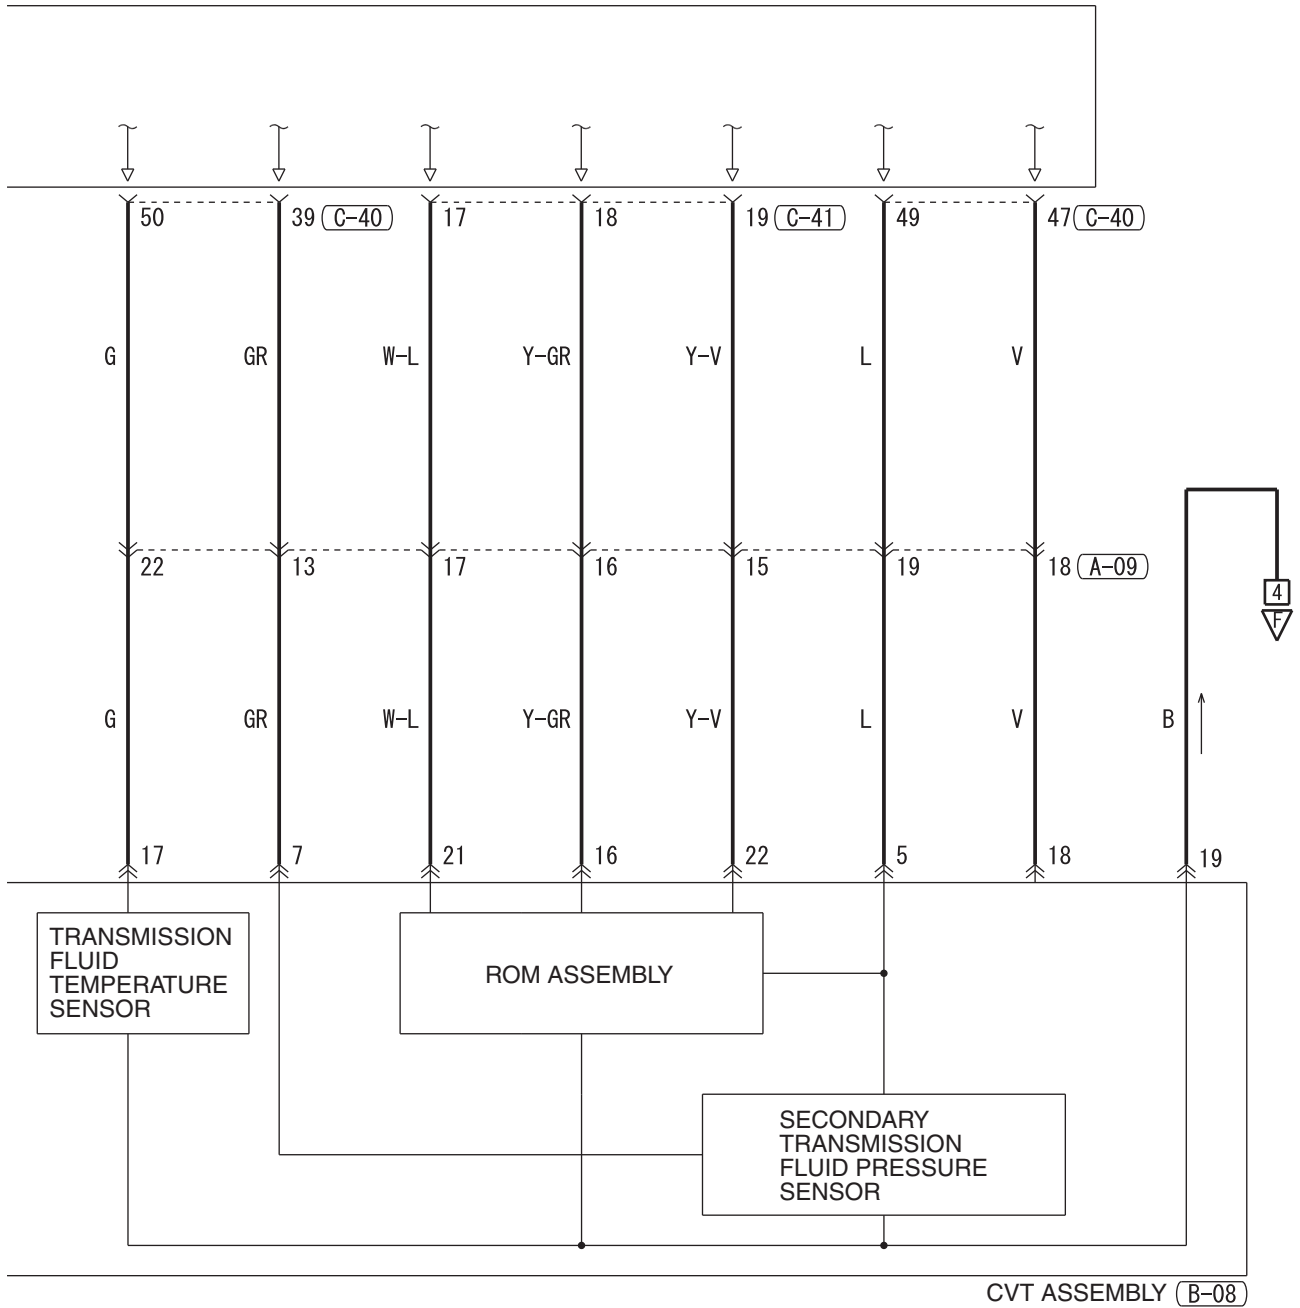 50 39 C-40 17 18 19 C-41 49 47 C-40
G GR W-L Y-GR Y-V L V
22 13 17 16 15 19 18 A-09
4
F
G GR W-L Y-GR Y-V L V B
17 7 21 16 22 5 18 19
TRANSMISSION
FLUID
TEMPERATURE
SENSOR
ROM ASSEMBLY
SECONDARY
TRANSMISSION
FLUID PRESSURE
SENSOR
CVT ASSEMBLY B-08